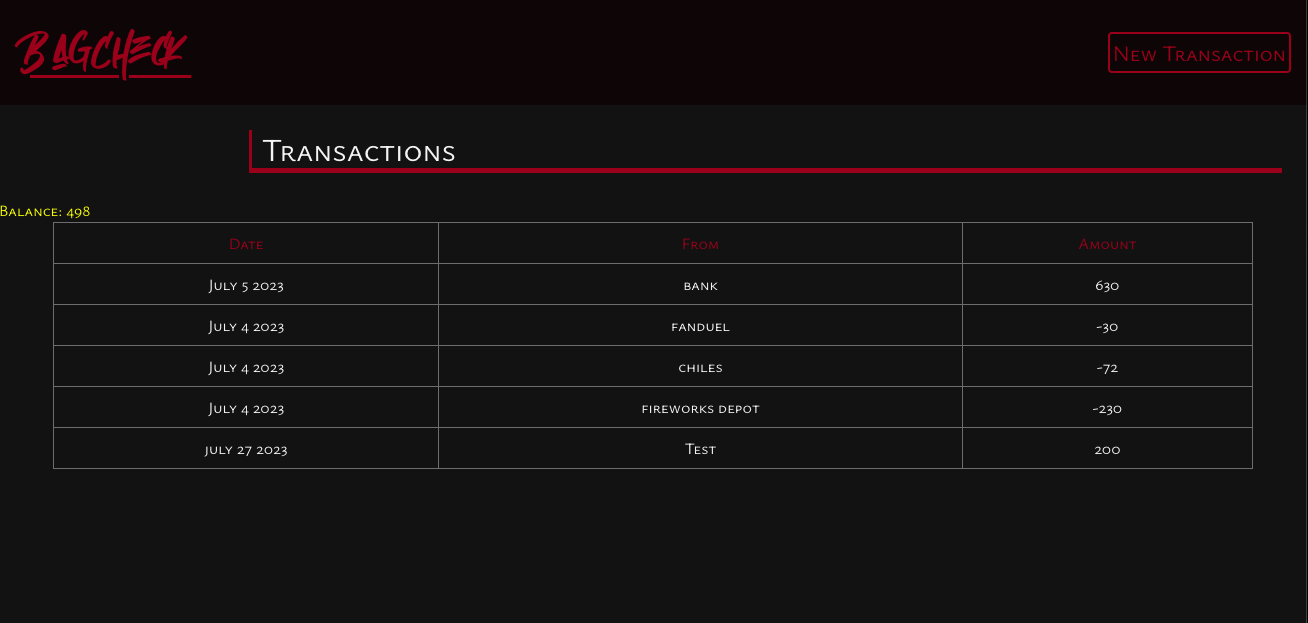 BAGCHECK
New Transaction
Transactions
Balance: 498
Date From Amount
July 5 2023 bank 630
July 4 2023 fanduel -30
July 4 2023 chiles -72
July 4 2023 fireworks depot -230
july 27 2023 Test 200